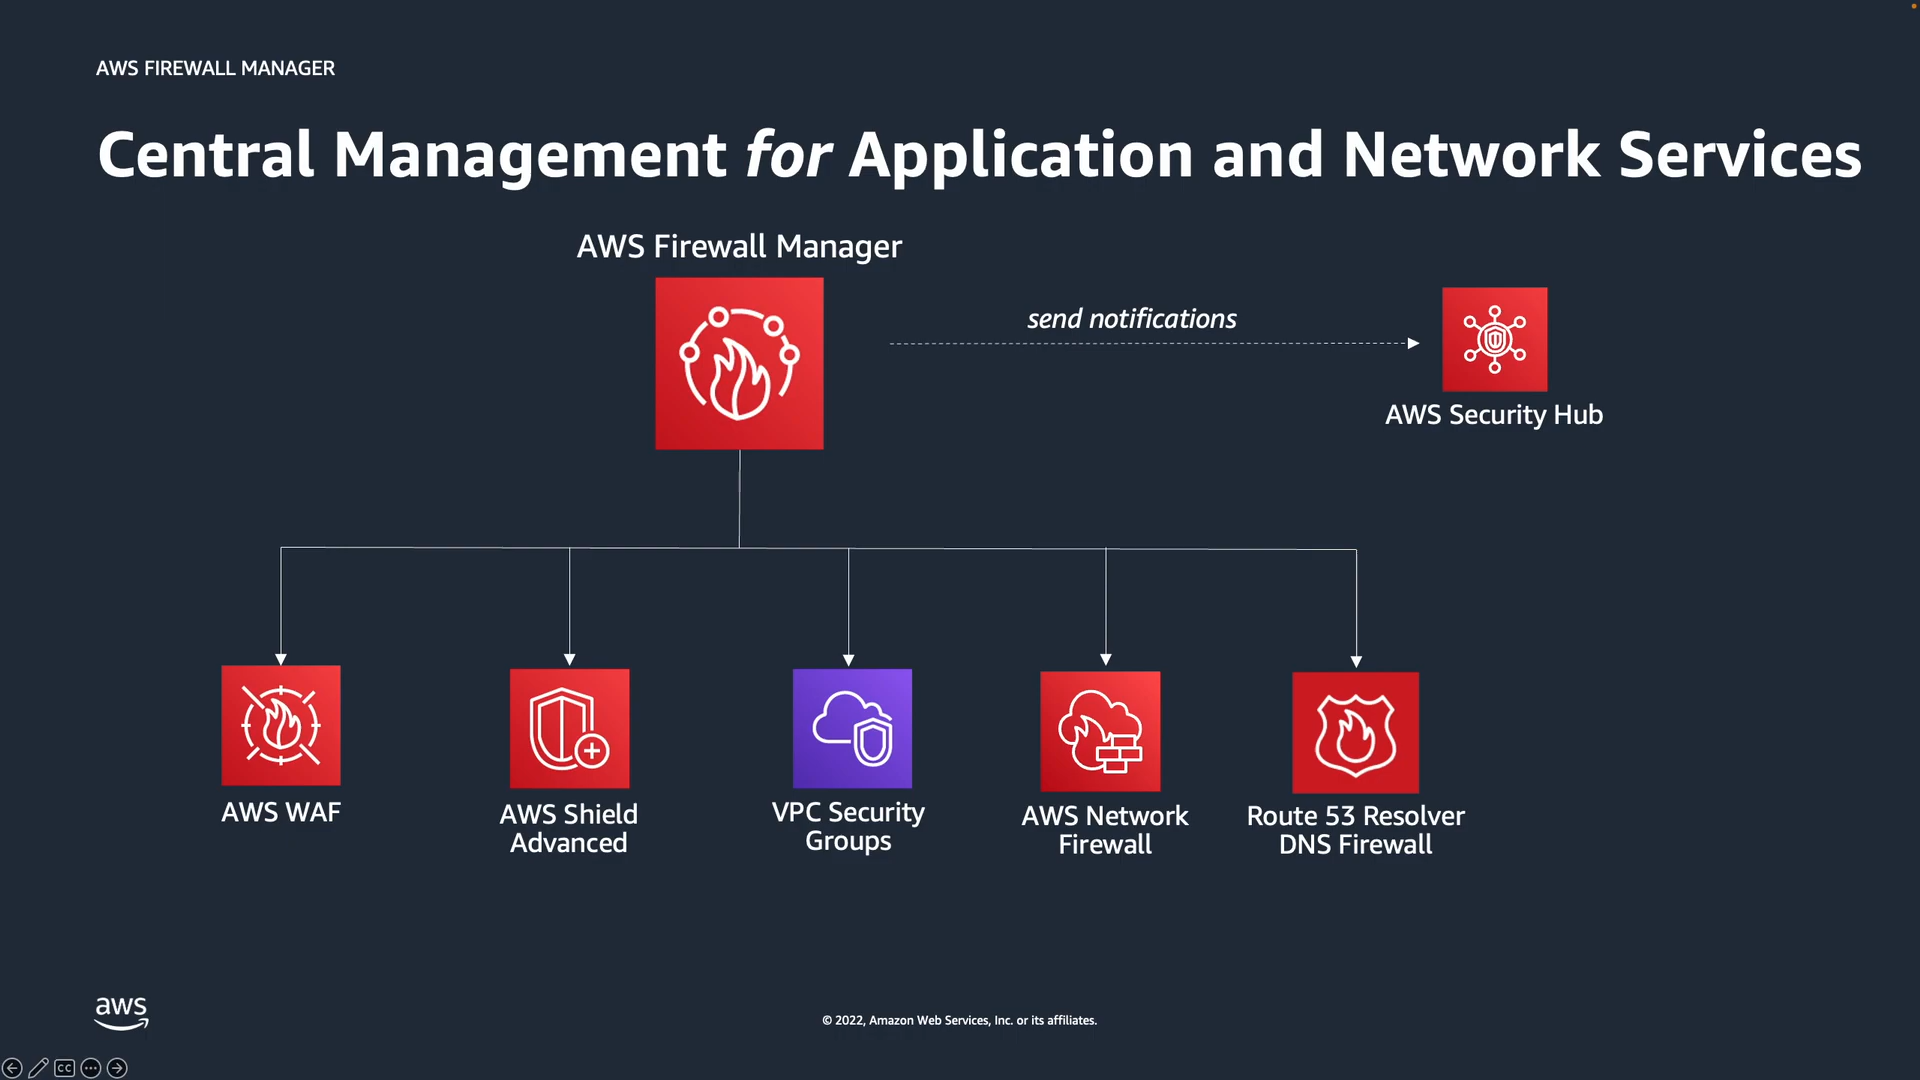 AWS FIREWALL MANAGER
Central Management for Application and Network Services
AWS Firewall Manager
send notifications
AWS Security Hub
AWS WAF
AWS Shield
Advanced
VPC Security
Groups
AWS Network
Firewall
Route 53 Resolver
DNS Firewall
aws
© 2022, Amazon Web Services, Inc. or its affiliates.
CC